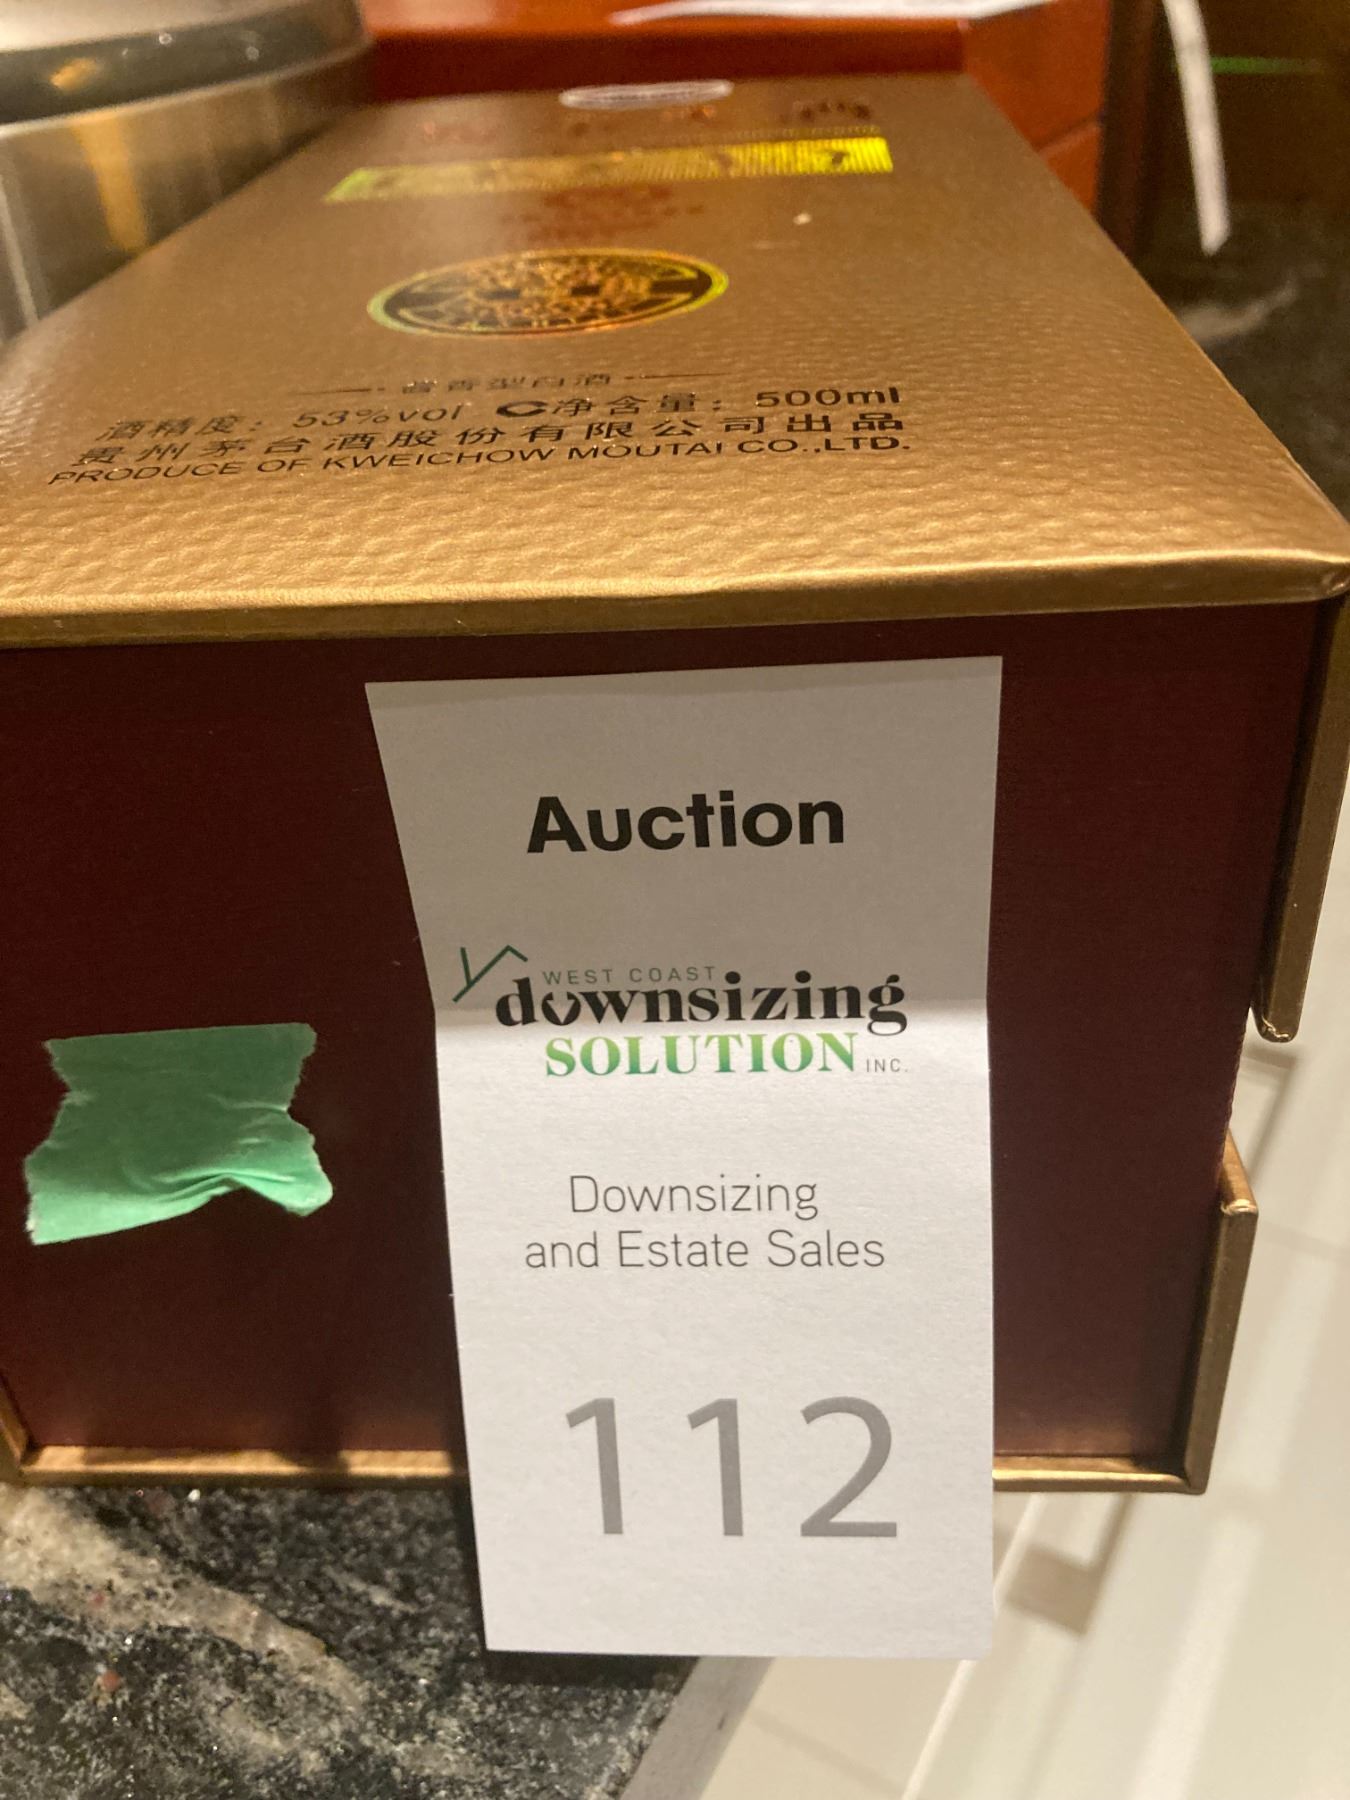 酱香型白酒
酒精度: 53%vol C净含量: 500ml
贵州茅台酒股份有限公司出品
PRODUCE OF KWEICHOW MOUTAI CO.,LTD.
Auction
WEST COAST
downsizing
SOLUTION INC.
Downsizing
and Estate Sales
112